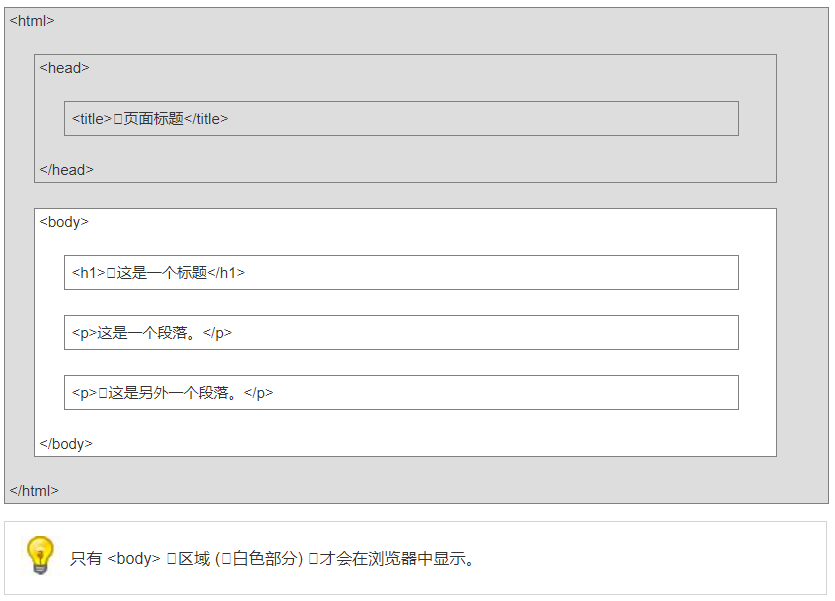 <html>
<head>
<title>页面标题</title>
</head>
<body>
<h1>这是一个标题</h1>
<p>这是一个段落。</p>
<p>这是另外一个段落。</p>
</body>
</html>
只有 <body> 区域 (白色部分) 才会在浏览器中显示。